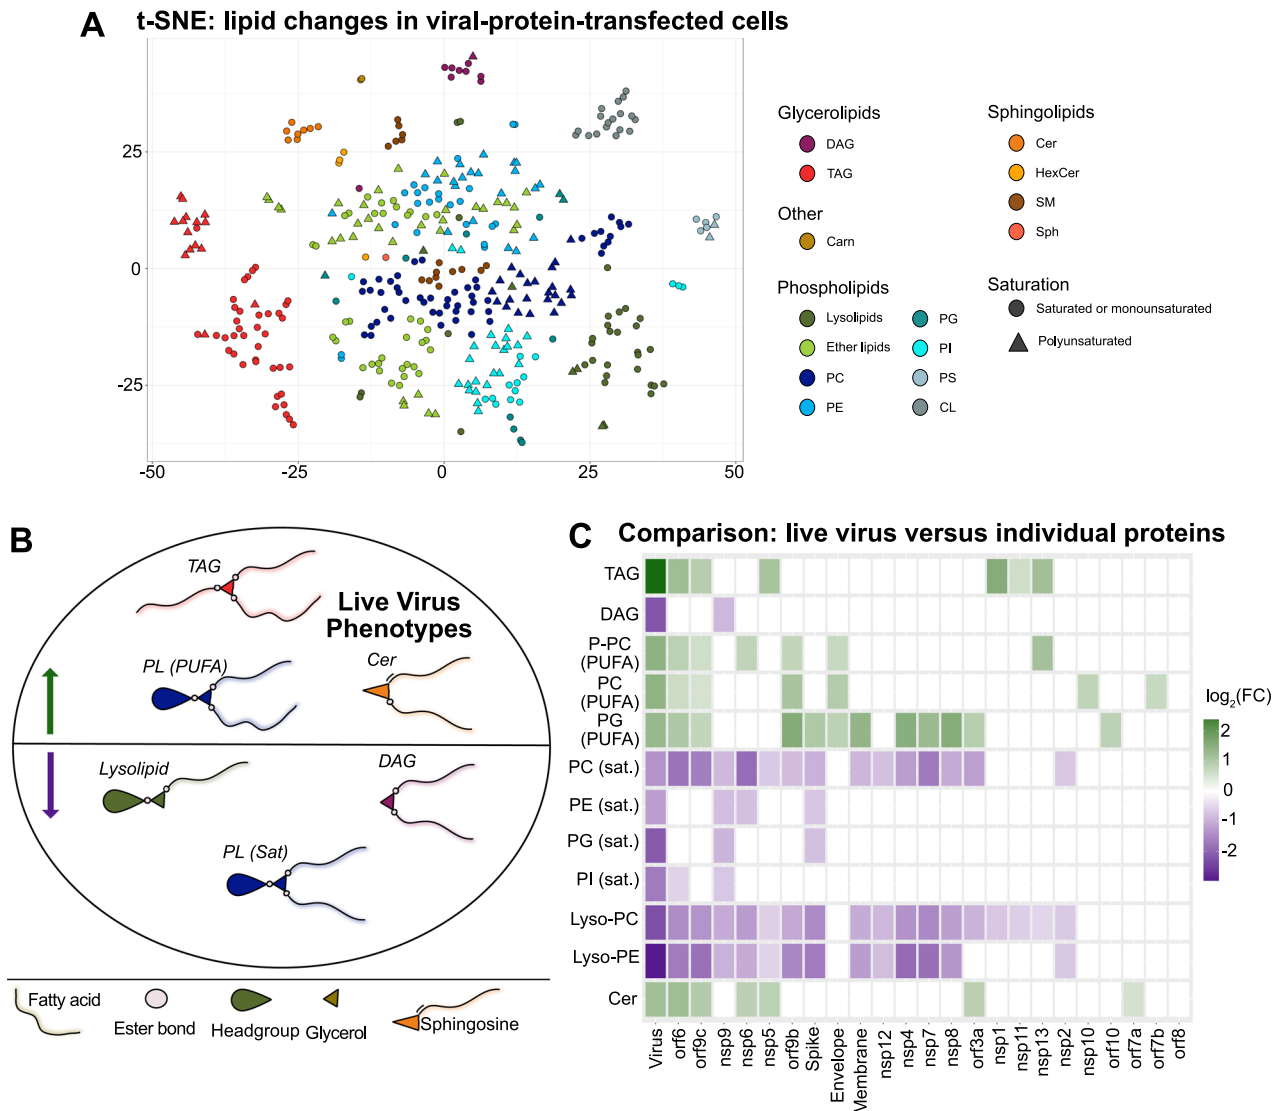 A t-SNE: lipid changes in viral-protein-transfected cells
25
0
-25
-50 -25 0 25 50
Glycerolipids
DAG
TAG
Other
Carn
Phospholipids
Lysolipids
Ether lipids
PC
PE
PG
PI
PS
CL
Sphingolipids
Cer
HexCer
SM
Sph
Saturation
Saturated or monounsaturated
Polyunsaturated
B
TAG
Live Virus
Phenotypes
PL (PUFA)
Cer
Lysolipid
DAG
PL (Sat)
Fatty acid
Ester bond
Headgroup
Glycerol
Sphingosine
C Comparison: live virus versus individual proteins
TAG
DAG
P-PC
(PUFA)
PC
(PUFA)
PG
(PUFA)
PC (sat.)
PE (sat.)
PG (sat.)
PI (sat.)
Lyso-PC
Lyso-PE
Cer
Virus
orf6
orf9c
nsp9
nsp6
nsp5
orf9b
Spike
Envelope
Membrane
nsp12
nsp4
nsp7
nsp8
orf3a
nsp1
nsp11
nsp13
nsp2
nsp10
orf10
orf7a
orf7b
orf8
log2(FC)
2
1
0
-1
-2